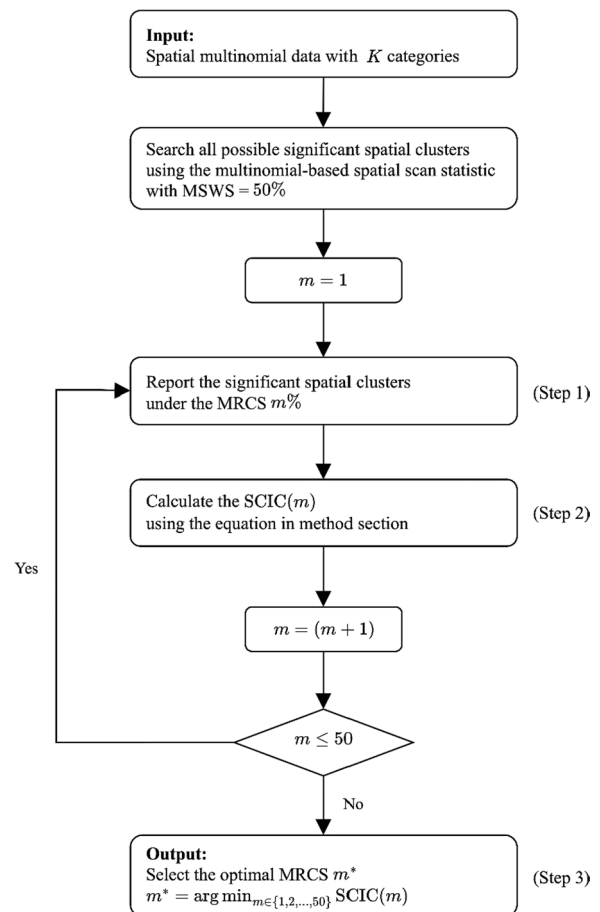 Input:
Spatial multinomial data with K categories
Search all possible significant spatial clusters
using the multinomial-based spatial scan statistic
with MSWS = 50%
m = 1
Report the significant spatial clusters
under the MRCS m%
(Step 1)
Calculate the SCIC(m)
using the equation in method section
(Step 2)
Yes
m = (m + 1)
m ≤ 50
No
Output:
Select the optimal MRCS m*
m* = arg min_{m∈{1,2,...,50}} SCIC(m)
(Step 3)